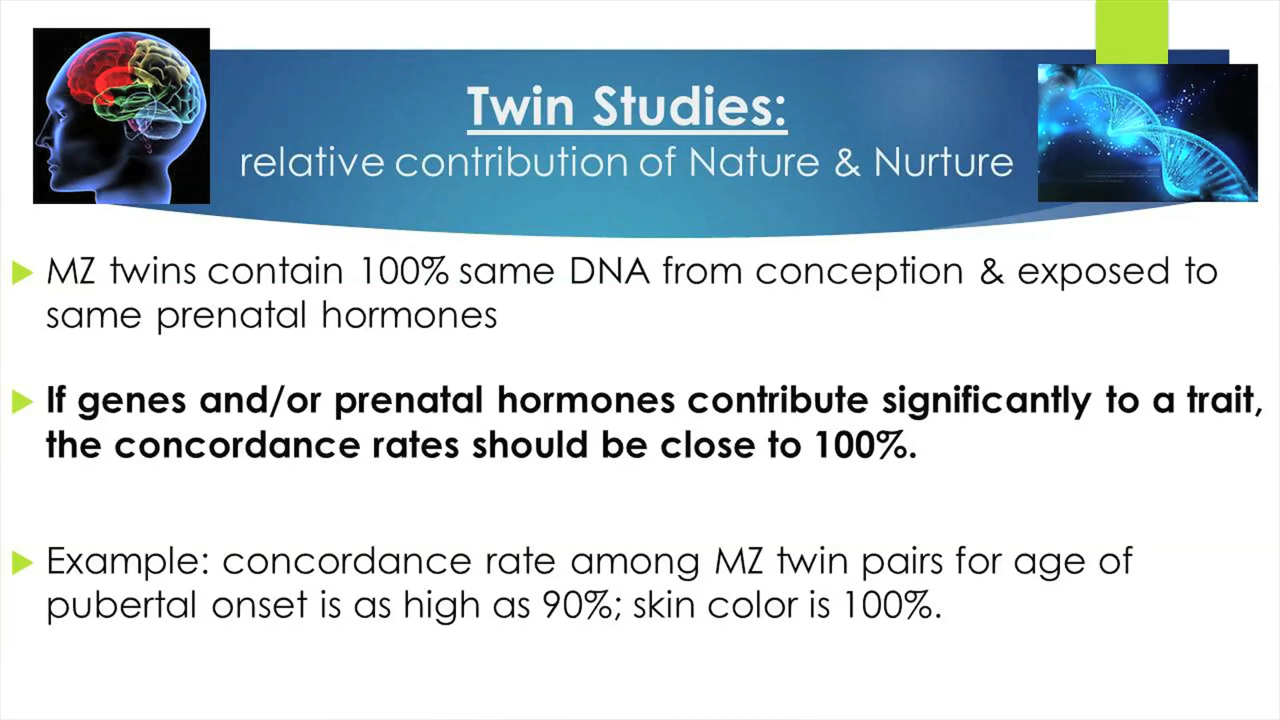 Twin Studies:
relative contribution of Nature & Nurture
MZ twins contain 100% same DNA from conception & exposed to
same prenatal hormones
If genes and/or prenatal hormones contribute significantly to a trait,
the concordance rates should be close to 100%.
Example: concordance rate among MZ twin pairs for age of
pubertal onset is as high as 90%; skin color is 100%.